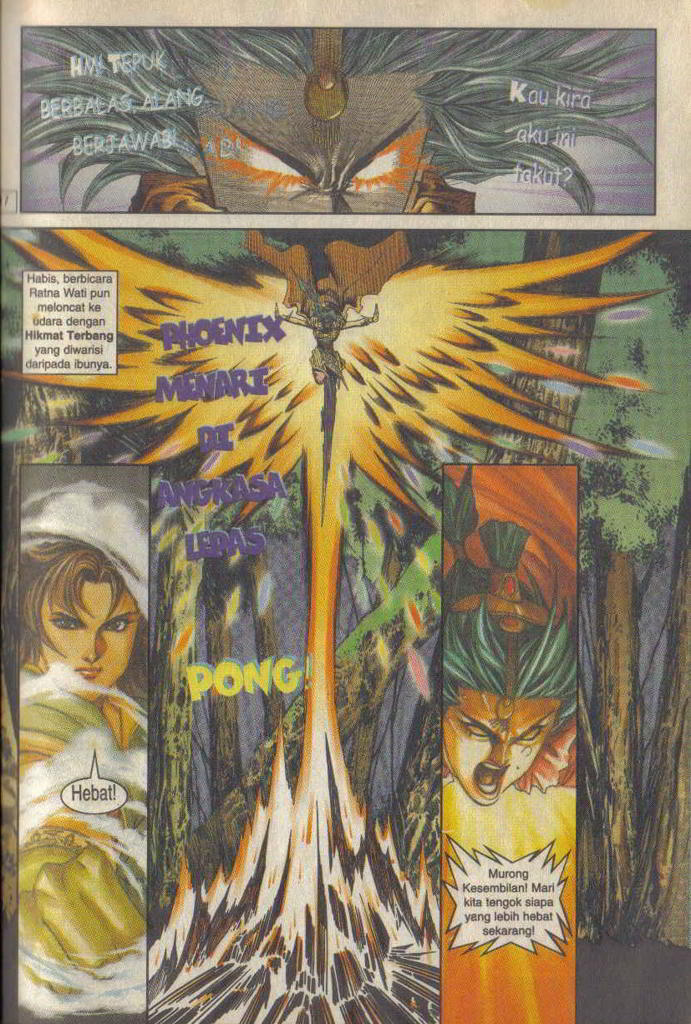 HM! TEPUK
BERBALAS, ALANG
BERJAWAB!
Kau kira
aku ini
takut?
Habis, berbicara
Ratna Wati pun
meloncat ke
udara dengan
Hikmat Terbang
yang diwarisi
daripada ibunya.
PHOENIX
MENARI
DI
ANGKASA
LEPAS
PONG!
Hebat!
Murong
Kesembilan! Mari
kita tengok siapa
yang lebih hebat
sekarang!